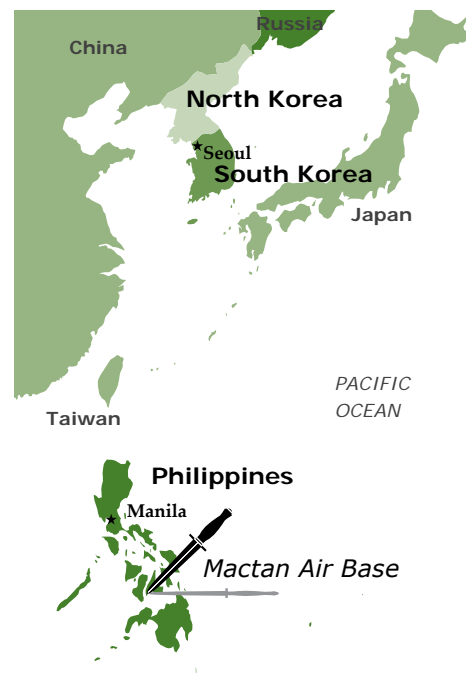 Russia
China
North Korea
Seoul
South Korea
Japan
PACIFIC
OCEAN
Taiwan
Philippines
Manila
Mactan Air Base